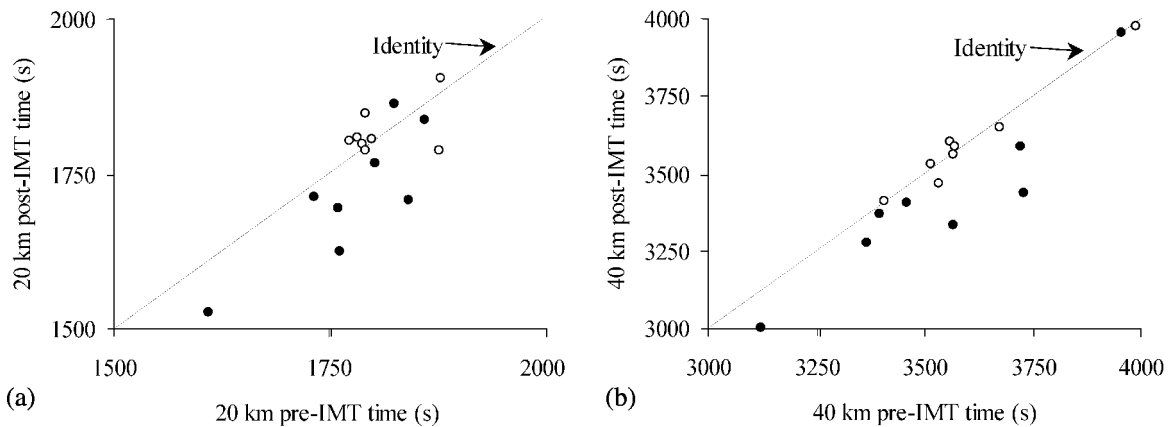 2000
1750
1500
20 km post-IMT time (s)
Identity
1500
1750
2000
20 km pre-IMT time (s)
(a)
4000
3750
3500
3250
3000
40 km post-IMT time (s)
Identity
3000
3250
3500
3750
4000
40 km pre-IMT time (s)
(b)